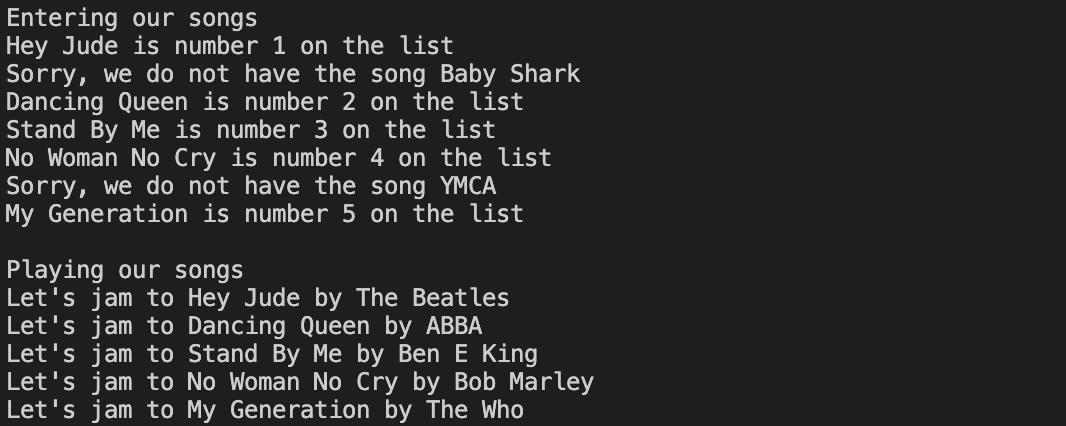 Entering our songs
Hey Jude is number 1 on the list
Sorry, we do not have the song Baby Shark
Dancing Queen is number 2 on the list
Stand By Me is number 3 on the list
No Woman No Cry is number 4 on the list
Sorry, we do not have the song YMCA
My Generation is number 5 on the list

Playing our songs
Let's jam to Hey Jude by The Beatles
Let's jam to Dancing Queen by ABBA
Let's jam to Stand By Me by Ben E King
Let's jam to No Woman No Cry by Bob Marley
Let's jam to My Generation by The Who